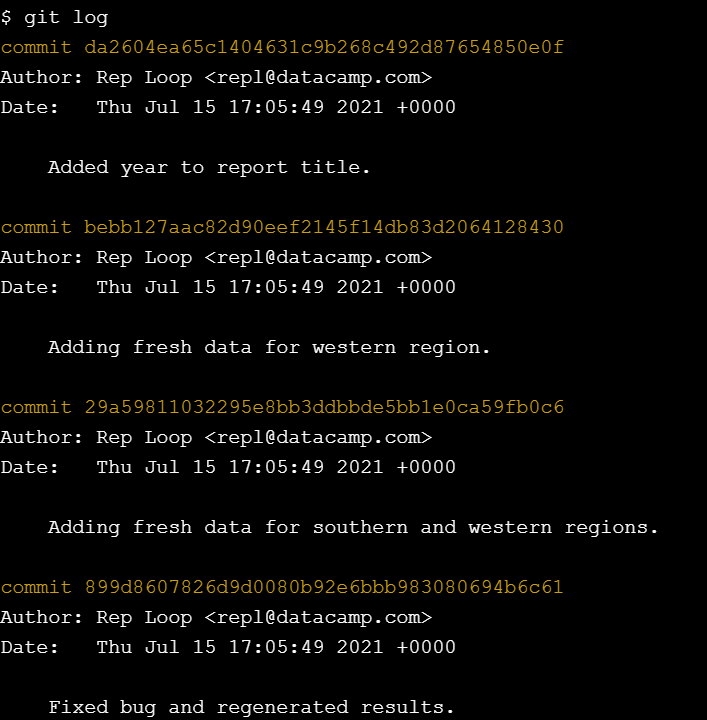 $ git log
commit da2604ea65c1404631c9b268c492d87654850e0f
Author: Rep Loop <repl@datacamp.com>
Date:   Thu Jul 15 17:05:49 2021 +0000
    Added year to report title.
commit bebb127aac82d90eef2145f14db83d2064128430
Author: Rep Loop <repl@datacamp.com>
Date:   Thu Jul 15 17:05:49 2021 +0000
    Adding fresh data for western region.
commit 29a59811032295e8bb3ddbbde5bb1e0ca59fb0c6
Author: Rep Loop <repl@datacamp.com>
Date:   Thu Jul 15 17:05:49 2021 +0000
    Adding fresh data for southern and western regions.
commit 899d8607826d9d0080b92e6bbb983080694b6c61
Author: Rep Loop <repl@datacamp.com>
Date:   Thu Jul 15 17:05:49 2021 +0000
    Fixed bug and regenerated results.